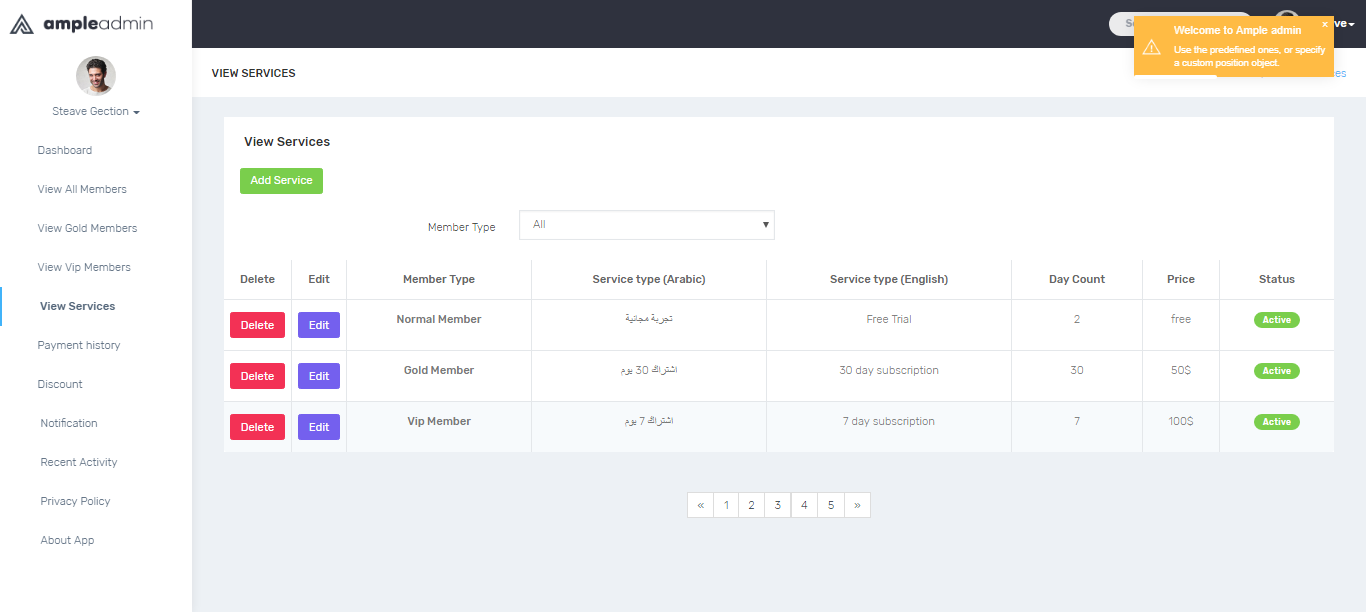 ampleadmin
Steave Gection
Dashboard
View All Members
View Gold Members
View Vip Members
View Services
Payment history
Discount
Notification
Recent Activity
Privacy Policy
About App
Welcome to Ample admin
×
Use the predefined ones, or specify
a custom position object.
VIEW SERVICES
View Services
Add Service
Member Type All
Delete Edit Member Type Service type (Arabic) Service type (English) Day Count Price Status
Delete Edit Normal Member تجربة مجانية Free Trial 2 free Active
Delete Edit Gold Member اشتراك 30 يوم 30 day subscription 30 50$ Active
Delete Edit Vip Member اشتراك 7 يوم 7 day subscription 7 100$ Active
« 1 2 3 4 5 »